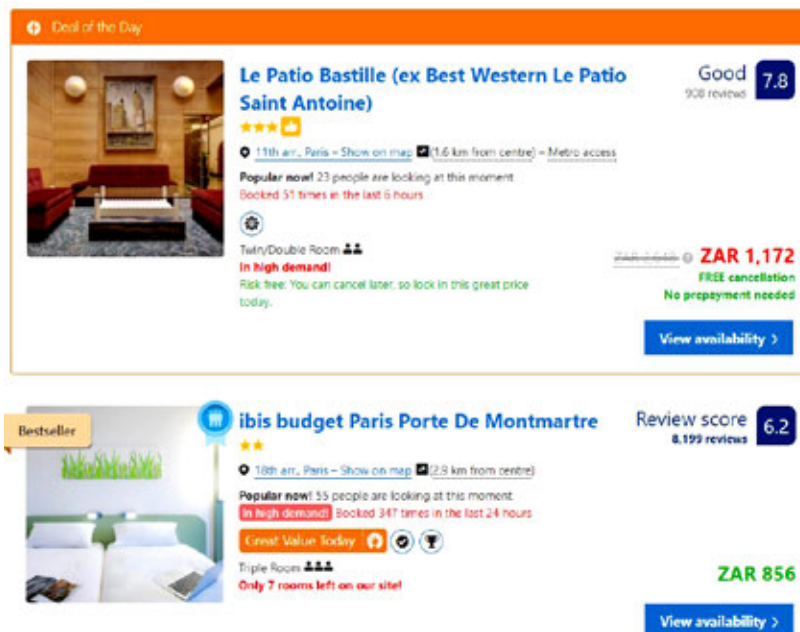 Deal of the Day
Le Patio Bastille (ex Best Western Le Patio
Saint Antoine)
Good
908 reviews
7.8
11th arr., Paris – Show on map (1.6 km from centre) – Metro access
Popular now! 23 people are looking at this moment
Booked 51 times in the last 6 hours
Twin/Double Room
In high demand!
Risk free: You can cancel later, so lock in this great price
today.
ZAR
ZAR 1,172
FREE cancellation
No prepayment needed
View availability
Bestseller
ibis budget Paris Porte De Montmartre
Review score
8,199 reviews
6.2
18th arr., Paris – Show on map (2.9 km from centre)
Popular now! 55 people are looking at this moment
In high demand! Booked 347 times in the last 24 hours
Great Value Today
Triple Room
Only 7 rooms left on our site!
ZAR 856
View availability